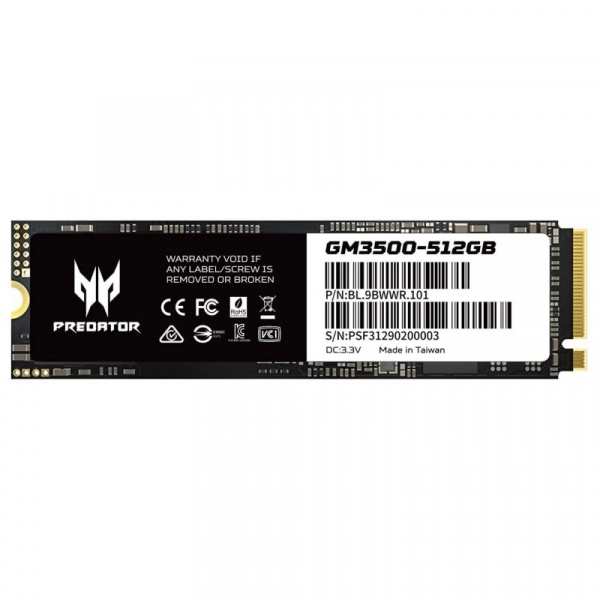 PREDATOR
WARRANTY VOID IF
ANY LABEL/SCREW IS
REMOVED OR BROKEN
CE FC RoHS
VCI
GM3500-512GB
P/N:BL.9BWWR.101
S/N:PSF31290200003
DC:3.3V Made in Taiwan